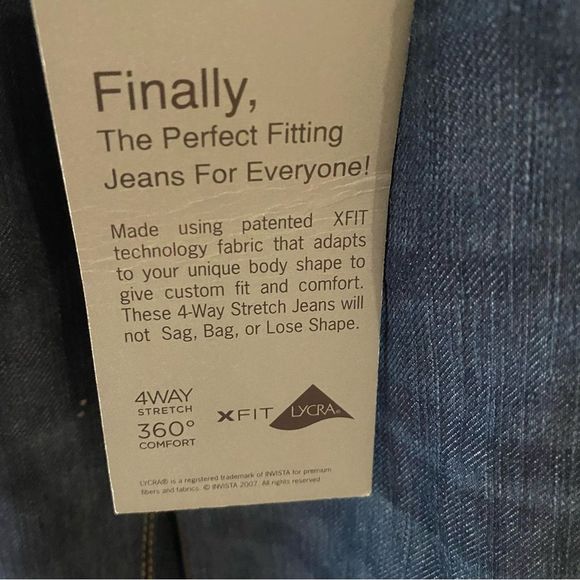 Finally,
The Perfect Fitting
Jeans For Everyone!
Made using patented XFIT
technology fabric that adapts
to your unique body shape to
give custom fit and comfort.
These 4-Way Stretch Jeans will
not Sag, Bag, or Lose Shape.
4WAY
STRETCH
360°
COMFORT
XFIT LYCRA®
LYCRA® is a registered trademark of INVISTA for premium
fibers and fabrics. © INVISTA 2007. All rights reserved